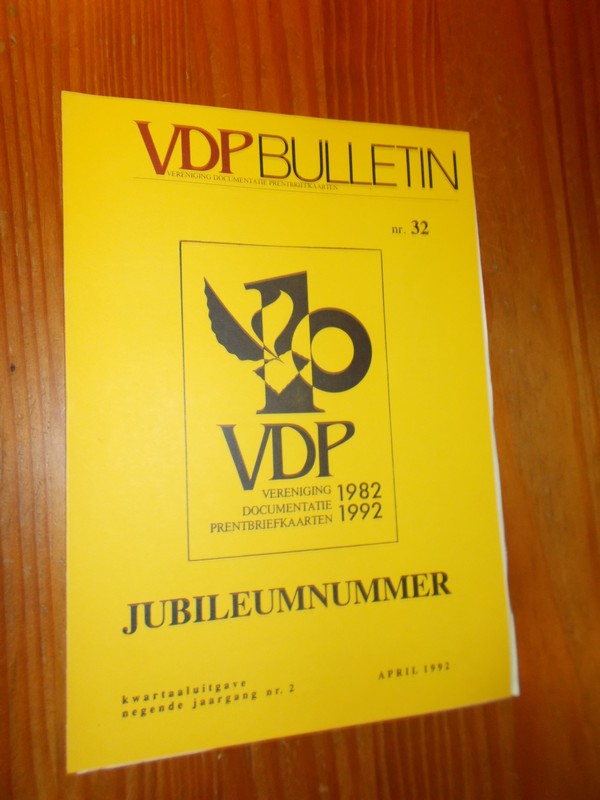 VDP BULLETIN
VERENIGING DOCUMENTATIE PRENTBRIEFKAARTEN
nr. 32
10
VDP
VERENIGING
DOCUMENTATIE
PRENTBRIEFKAARTEN
1982
1992
JUBILEUMNUMMER
kwartaaluitgave
negende jaargang nr. 2
APRIL 1992